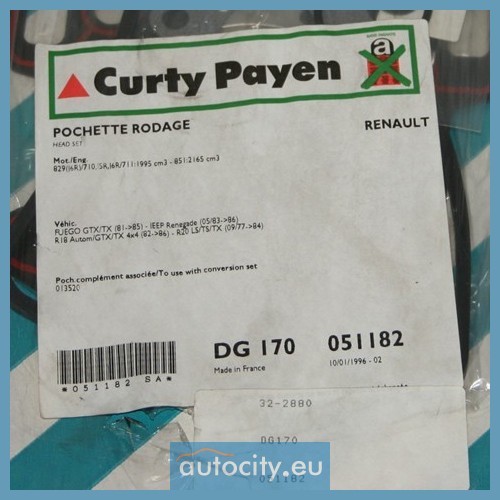 Curty Payen
a
POCHETTE RODAGE
RENAULT
HEAD SET
Mot./Eng.
829(J6R)/710,J5R,J6R/711:1995 cm3 - 851:2165 cm3
Véhic.
FUEGO GTX/TX (81->85) - JEEP Renegade (05/83->86)
R18 Autom/GTX/TX 4x4 (82->86) - R20 LS/TS/TX (09/77->84)
Poch.complément associée/To use with conversion set
013520
DG 170
051182
Made in France
10/01/1996 - 02
*051182 SA*
32-2880
DG170
autocity.eu
051182